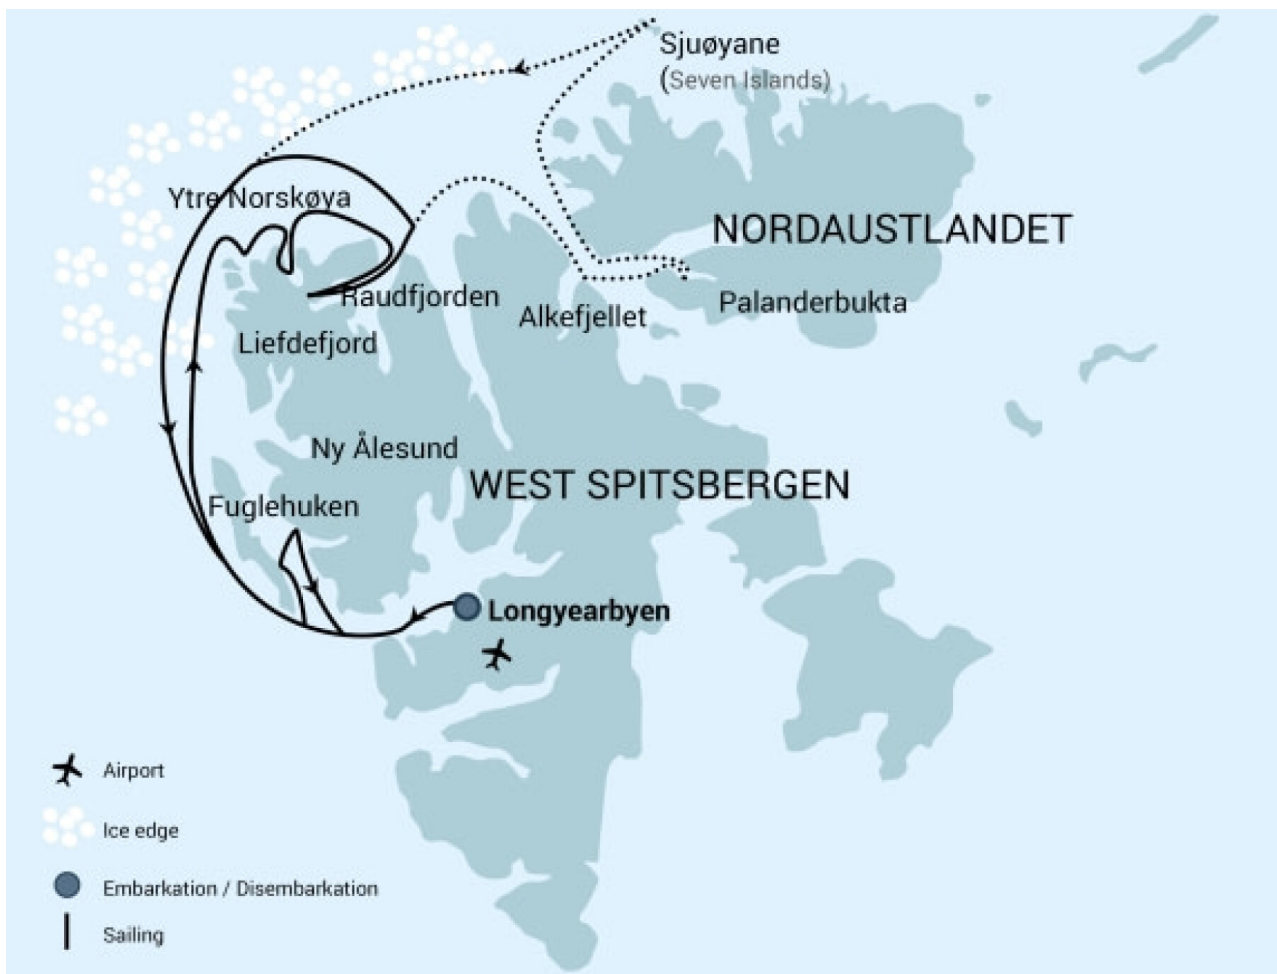 Sjuøyane
(Seven Islands)
Ytre Norskøya
NORDAUSTLANDET
Raudfjorden
Palanderbukta
Alkefjellet
Liefdefjord
Ny Ålesund
WEST SPITSBERGEN
Fuglehuken
Longyearbyen
Airport
Ice edge
Embarkation / Disembarkation
Sailing